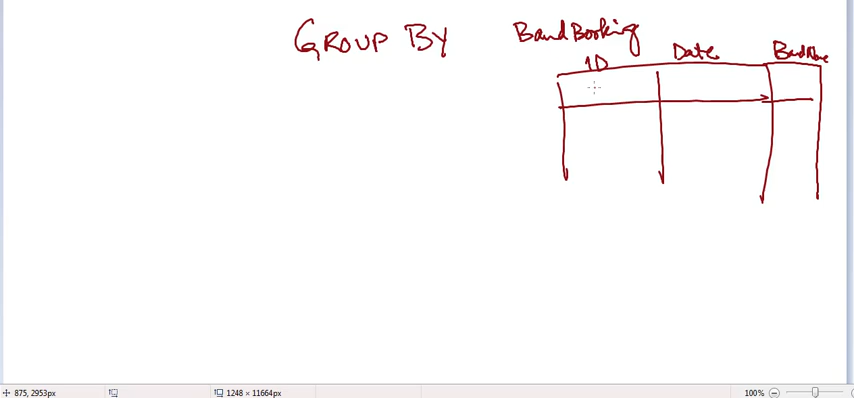 GROUP BY
BandBooking
ID Date BandName
875, 2953px 1248 × 11664px 100%